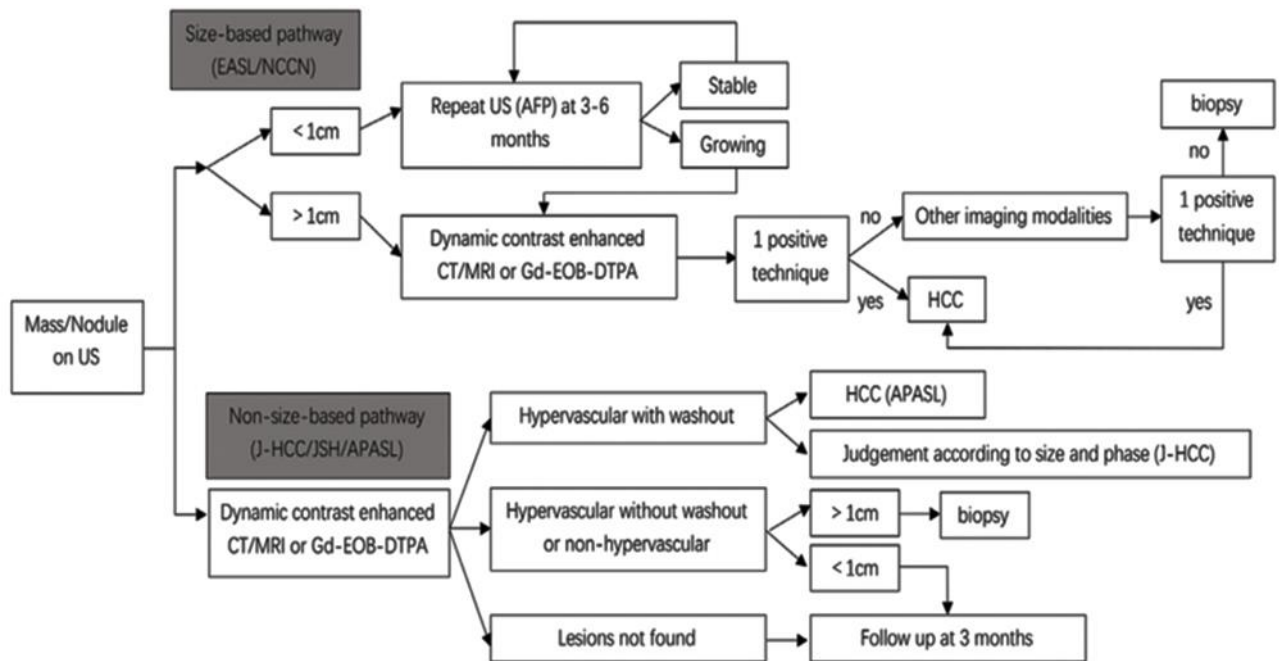 Size-based pathway
(EASL/NCCN)
< 1cm
> 1cm
Repeat US (AFP) at 3-6
months
Stable
Growing
Dynamic contrast enhanced
CT/MRI or Gd-EOB-DTPA
1 positive
technique
no
yes
Other imaging modalities
HCC
biopsy
no
1 positive
technique
yes
Mass/Nodule
on US
Non-size-based pathway
(J-HCC/JSH/APASL)
Dynamic contrast enhanced
CT/MRI or Gd-EOB-DTPA
Hypervascular with washout
HCC (APASL)
Judgement according to size and phase (J-HCC)
Hypervascular without washout
or non-hypervascular
> 1cm
biopsy
< 1cm
Lesions not found
Follow up at 3 months